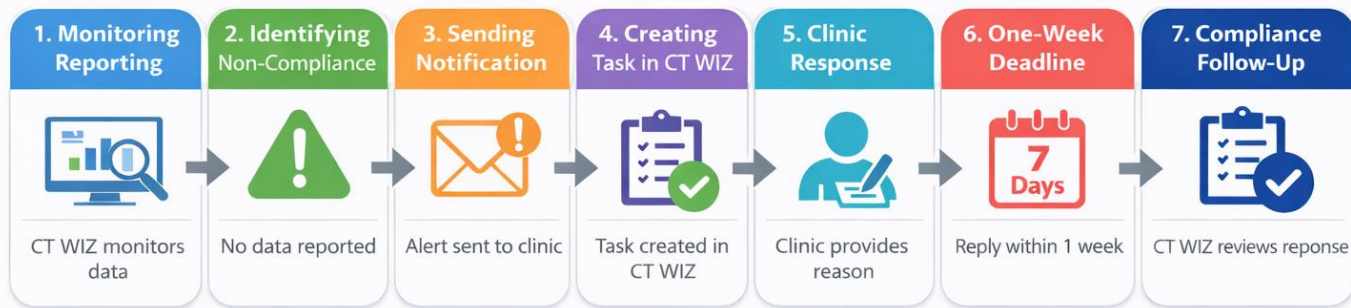 1. Monitoring
Reporting
CT WIZ monitors
data
2. Identifying
Non-Compliance
No data reported
3. Sending
Notification
Alert sent to clinic
4. Creating
Task in CT WIZ
Task created in
CT WIZ
5. Clinic
Response
Clinic provides
reason
6. One-Week
Deadline
7
Days
Reply within 1 week
7. Compliance
Follow-Up
CT WIZ reviews reponse